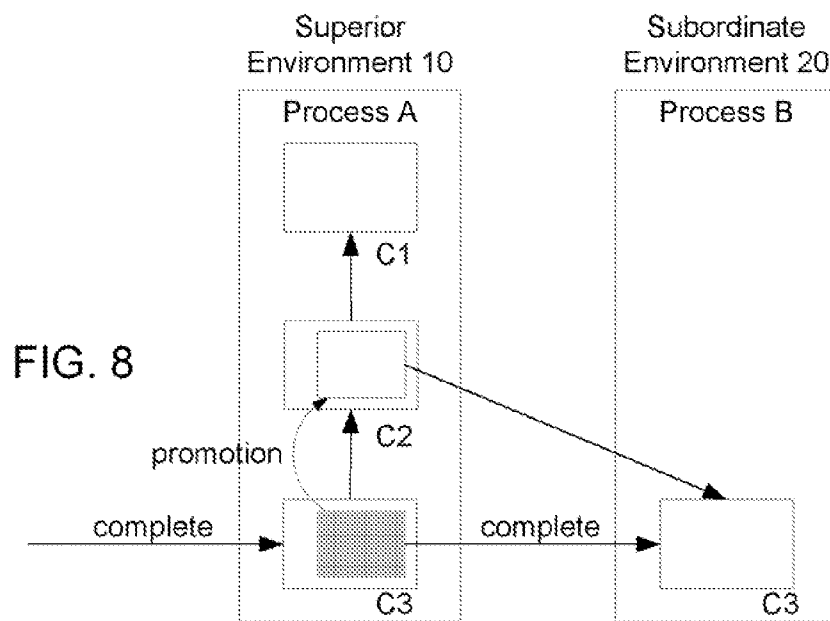 Superior
Environment 10
Subordinate
Environment 20
Process A
Process B
C1
FIG. 8
C2
promotion
complete
complete
C3
C3